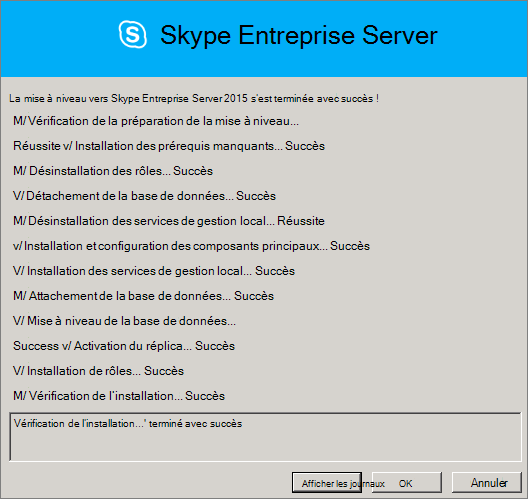 Skype Entreprise Server
La mise à niveau vers Skype Entreprise Server 2015 s'est terminée avec succès !
M/ Vérification de la préparation de la mise à niveau...
Réussite v/ Installation des prérequis manquants... Succès
M/ Désinstallation des rôles... Succès
V/ Détachement de la base de données... Succès
M/ Désinstallation des services de gestion local... Réussite
v/ Installation et configuration des composants principaux... Succès
V/ Installation des services de gestion local... Succès
M/ Attachement de la base de données... Succès
V/ Mise à niveau de la base de données...
Success v/ Activation du réplica... Succès
V/ Installation de rôles... Succès
M/ Vérification de l'installation... Succès
Vérification de l'installation...' terminé avec succès
Afficher les journaux OK Annuler